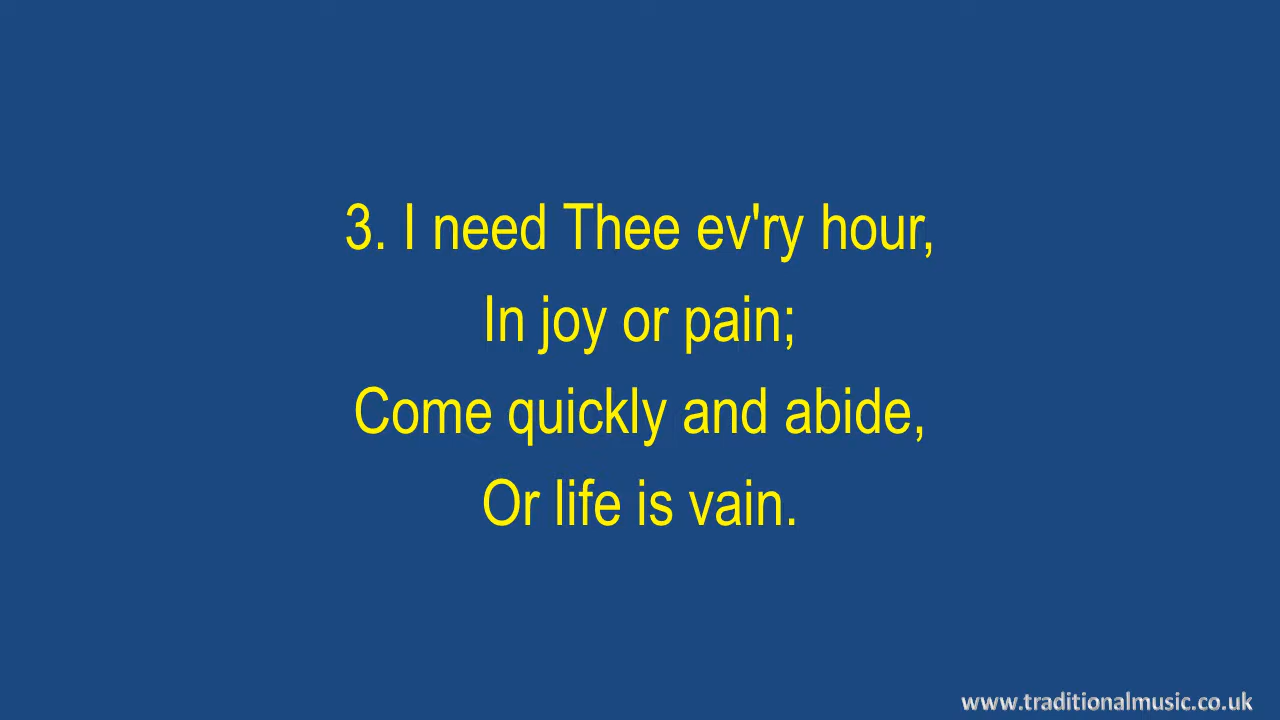 3. I need Thee ev'ry hour,
In joy or pain;
Come quickly and abide,
Or life is vain.
www.traditionalmusic.co.uk